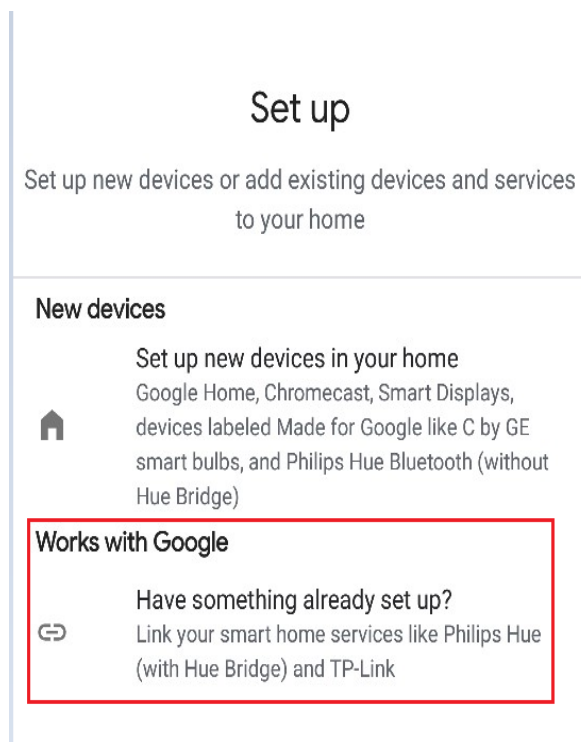 Set up
Set up new devices or add existing devices and services
to your home
New devices
Set up new devices in your home
Google Home, Chromecast, Smart Displays,
devices labeled Made for Google like C by GE
smart bulbs, and Philips Hue Bluetooth (without
Hue Bridge)
Works with Google
Have something already set up?
Link your smart home services like Philips Hue
(with Hue Bridge) and TP-Link